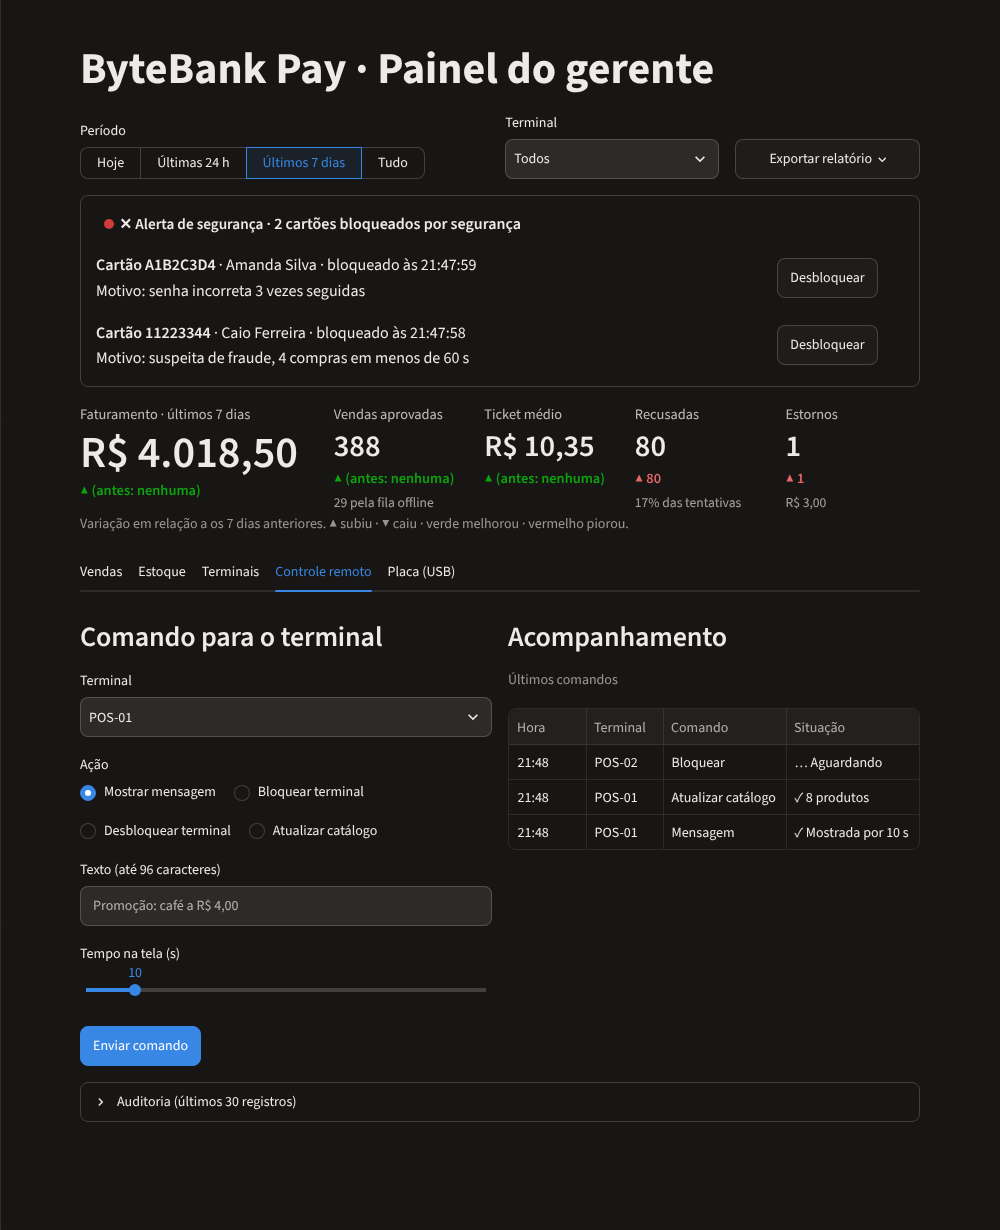 ByteBank Pay · Painel do gerente
Período
Terminal
Hoje
Últimas 24 h
Últimos 7 dias
Tudo
Todos
Exportar relatório
✕ Alerta de segurança · 2 cartões bloqueados por segurança
Cartão A1B2C3D4 · Amanda Silva · bloqueado às 21:47:59
Motivo: senha incorreta 3 vezes seguidas
Desbloquear
Cartão 11223344 · Caio Ferreira · bloqueado às 21:47:58
Motivo: suspeita de fraude, 4 compras em menos de 60 s
Desbloquear
Faturamento · últimos 7 dias
R$ 4.018,50
▲ (antes: nenhuma)
Vendas aprovadas
388
▲ (antes: nenhuma)
29 pela fila offline
Ticket médio
R$ 10,35
▲ (antes: nenhuma)
Recusadas
80
▲ 80
17% das tentativas
Estornos
1
▲ 1
R$ 3,00
Variação em relação a os 7 dias anteriores. ▲ subiu · ▼ caiu · verde melhorou · vermelho piorou.
Vendas
Estoque
Terminais
Controle remoto
Placa (USB)
Comando para o terminal
Terminal
POS-01
Ação
Mostrar mensagem
Bloquear terminal
Desbloquear terminal
Atualizar catálogo
Texto (até 96 caracteres)
Promoção: café a R$ 4,00
Tempo na tela (s)
10
Enviar comando
Acompanhamento
Últimos comandos
Hora Terminal Comando Situação
21:48 POS-02 Bloquear … Aguardando
21:48 POS-01 Atualizar catálogo ✓ 8 produtos
21:48 POS-01 Mensagem ✓ Mostrada por 10 s
Auditoria (últimos 30 registros)